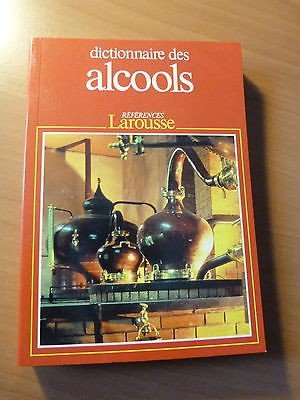 dictionnaire des
alcools
RÉFÉRENCES
Larousse